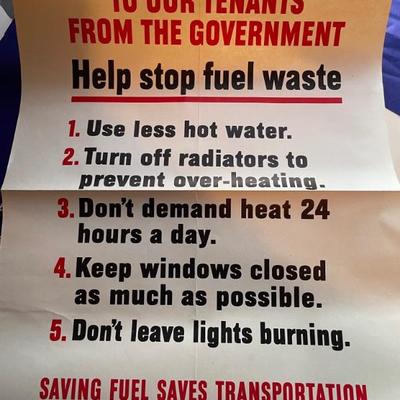 TO OUR TENANTS
FROM THE GOVERNMENT
Help stop fuel waste
1. Use less hot water.
2. Turn off radiators to
prevent over-heating.
3. Don't demand heat 24
hours a day.
4. Keep windows closed
as much as possible.
5. Don't leave lights burning.
SAVING FUEL SAVES TRANSPORTATION